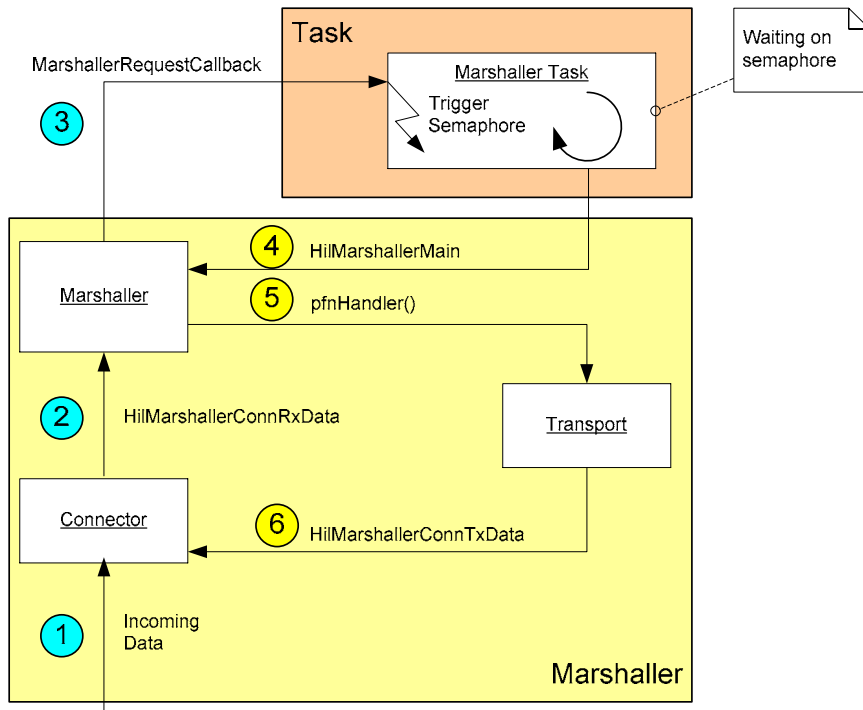 Task
Waiting on
semaphore
MarshallerRequestCallback
Marshaller Task
Trigger
Semaphore
3
4
HilMarshallerMain
Marshaller
5
pfnHandler()
2
HilMarshallerConnRxData
Transport
Connector
6
HilMarshallerConnTxData
1
Incoming
Data
Marshaller